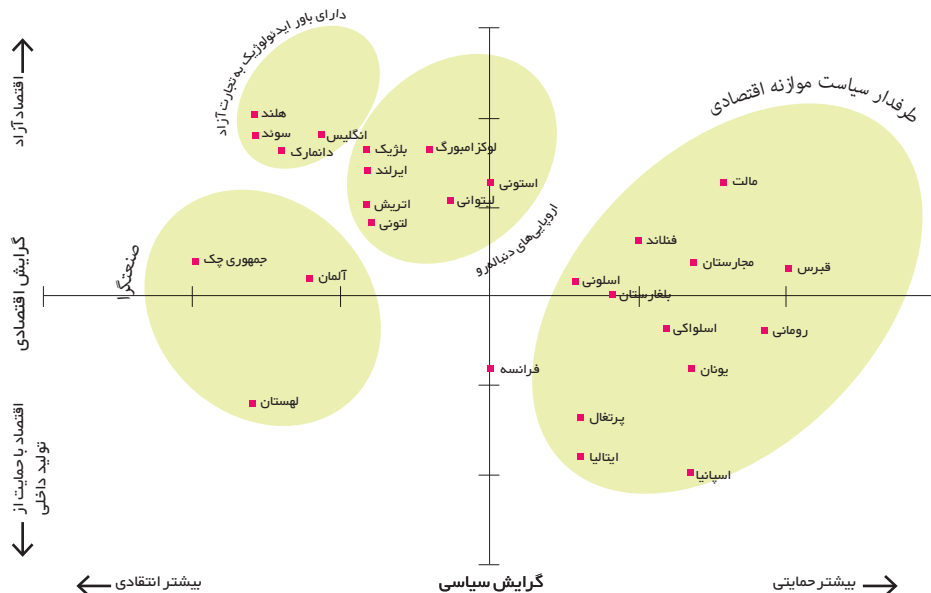 دارای باور ایدئولوژیک به تجارت آزاد
طرفدار سیاست موازنه اقتصادی
اقتصاد آزاد
هلند
سوند
انگلیس
دانمارک
بلژیک
لوکزامبورگ
ایرلند
استونی
مالت
لیتوانی
اتریش
لتونی
اروپایی‌های دنباله‌رو
فنلاند
صنعتگرا
جمهوری چک
آلمان
مجارستان
قبرس
اسلونی
بلغارستان
گرایش اقتصادی
اسلواکی
رومانی
فرانسه
یونان
لهستان
پرتغال
ایتالیا
اسپانیا
اقتصاد با حمایت از
تولید داخلی
بیشتر حمایتی
گرایش سیاسی
بیشتر انتقادی